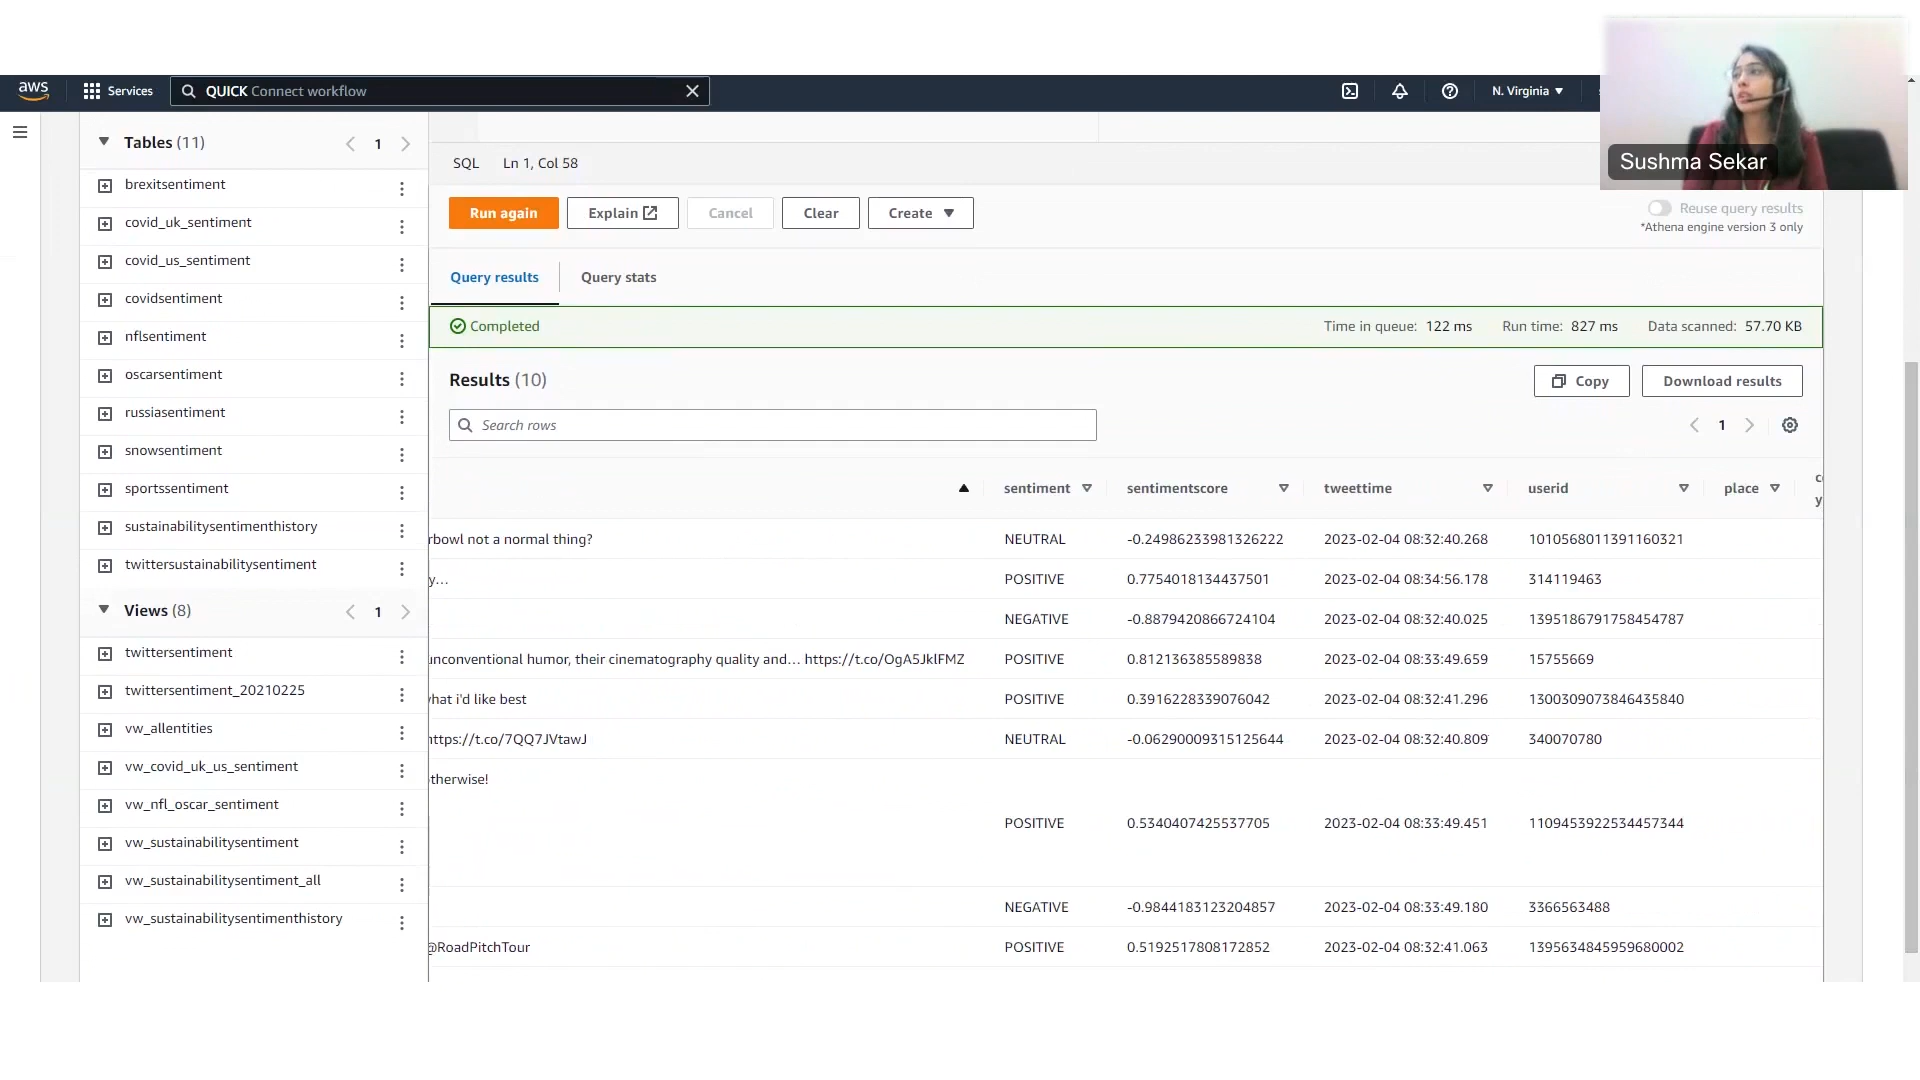 aws Services QUICK Connect workflow N. Virginia
Sushma Sekar
Tables (11) 1
brexitsentiment
covid_uk_sentiment
covid_us_sentiment
covidsentiment
nflsentiment
oscarsentiment
russiasentiment
snowsentiment
sportssentiment
sustainabilitysentimenthistory
twittersustainabilitysentiment
Views (8) 1
twittersentiment
twittersentiment_20210225
vw_allentities
vw_covid_uk_us_sentiment
vw_nfl_oscar_sentiment
vw_sustainabilitysentiment
vw_sustainabilitysentiment_all
vw_sustainabilitysentimenthistory
SQL Ln 1, Col 58
Run again Explain Cancel Clear Create
Reuse query results
*Athena engine version 3 only
Query results Query stats
Completed Time in queue: 122 ms Run time: 827 ms Data scanned: 57.70 KB
Results (10) Copy Download results
Search rows 1
sentiment sentimentscore tweettime userid place
rbowl not a normal thing? NEUTRAL -0.24986233981326222 2023-02-04 08:32:40.268 1010568011391160321
y... POSITIVE 0.7754018134437501 2023-02-04 08:34:56.178 314119463
NEGATIVE -0.8879420866724104 2023-02-04 08:32:40.025 1395186791758454787
unconventional humor, their cinematography quality and... https://t.co/OgA5JklFMZ POSITIVE 0.812136385589838 2023-02-04 08:33:49.659 15755669
what i'd like best POSITIVE 0.3916228339076042 2023-02-04 08:32:41.296 1300309073846435840
https://t.co/7QQ7JVtawJ NEUTRAL -0.06290009315125644 2023-02-04 08:32:40.809 340070780
therwise! POSITIVE 0.5340407425537705 2023-02-04 08:33:49.451 1109453922534457344
NEGATIVE -0.9844183123204857 2023-02-04 08:33:49.180 3366563488
@RoadPitchTour POSITIVE 0.5192517808172852 2023-02-04 08:32:41.063 1395634845959680002